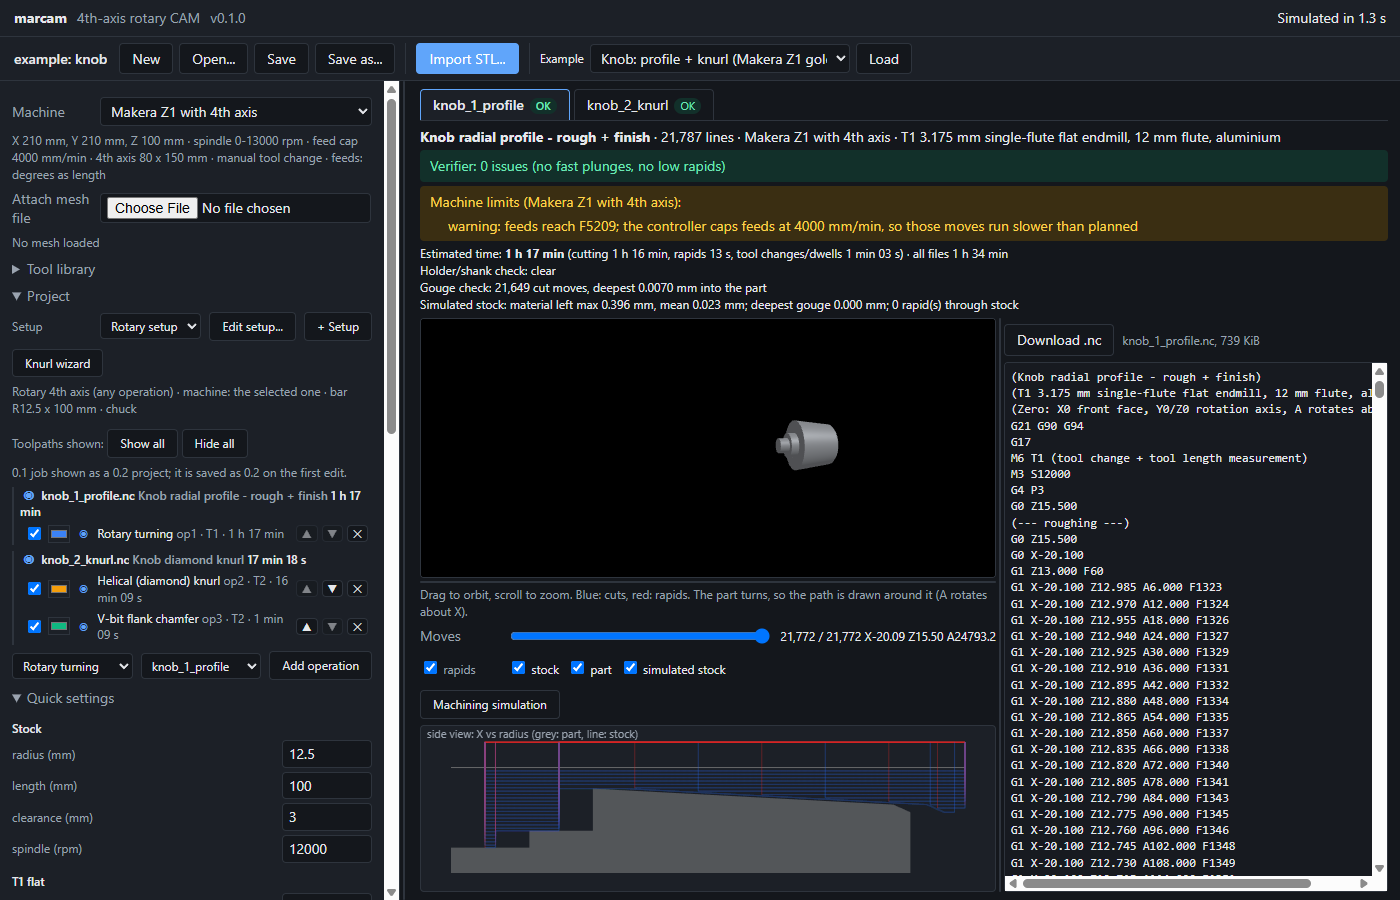 marcam 4th-axis rotary CAM v0.1.0
Simulated in 1.3 s
example: knob New Open... Save Save as... Import STL... Example Knob: profile + knurl (Makera Z1 gol Load
Machine Makera Z1 with 4th axis
X 210 mm, Y 210 mm, Z 100 mm · spindle 0-13000 rpm · feed cap
4000 mm/min · 4th axis 80 x 150 mm · manual tool change · feeds:
degrees as length
Attach mesh
file
Choose File No file chosen
No mesh loaded
Tool library
Project
Setup Rotary setup Edit setup... + Setup
Knurl wizard
Rotary 4th axis (any operation) · machine: the selected one · bar
R12.5 x 100 mm · chuck
Toolpaths shown: Show all Hide all
0.1 job shown as a 0.2 project; it is saved as 0.2 on the first edit.
knob_1_profile.nc Knob radial profile - rough + finish 1 h 17
min
Rotary turning op1 · T1 · 1 h 17 min
knob_2_knurl.nc Knob diamond knurl 17 min 18 s
Helical (diamond) knurl op2 · T2 · 16
min 09 s
V-bit flank chamfer op3 · T2 · 1 min
09 s
Rotary turning knob_1_profile Add operation
Quick settings
Stock
radius (mm) 12.5
length (mm) 100
clearance (mm) 3
spindle (rpm) 12000
T1 flat
knob_1_profile OK knob_2_knurl OK
Knob radial profile - rough + finish · 21,787 lines · Makera Z1 with 4th axis · T1 3.175 mm single-flute flat endmill, 12 mm flute, aluminium
Verifier: 0 issues (no fast plunges, no low rapids)
Machine limits (Makera Z1 with 4th axis):
warning: feeds reach F5209; the controller caps feeds at 4000 mm/min, so those moves run slower than planned
Estimated time: 1 h 17 min (cutting 1 h 16 min, rapids 13 s, tool changes/dwells 1 min 03 s) · all files 1 h 34 min
Holder/shank check: clear
Gouge check: 21,649 cut moves, deepest 0.0070 mm into the part
Simulated stock: material left max 0.396 mm, mean 0.023 mm; deepest gouge 0.000 mm; 0 rapid(s) through stock
Drag to orbit, scroll to zoom. Blue: cuts, red: rapids. The part turns, so the path is drawn around it (A rotates
about X).
Moves 21,772 / 21,772 X-20.09 Z15.50 A24793.2
rapids stock part simulated stock
Machining simulation
side view: X vs radius (grey: part, line: stock)
Download .nc knob_1_profile.nc, 739 KiB
(Knob radial profile - rough + finish)
(T1 3.175 mm single-flute flat endmill, 12 mm flute, al
(Zero: X0 front face, Y0/Z0 rotation axis, A rotates ab
G21 G90 G94
G17
M6 T1 (tool change + tool length measurement)
M3 S12000
G4 P3
G0 Z15.500
(--- roughing ---)
G0 Z15.500
G0 X-20.100
G1 Z13.000 F60
G1 X-20.100 Z12.985 A6.000 F1323
G1 X-20.100 Z12.970 A12.000 F1324
G1 X-20.100 Z12.955 A18.000 F1326
G1 X-20.100 Z12.940 A24.000 F1327
G1 X-20.100 Z12.925 A30.000 F1329
G1 X-20.100 Z12.910 A36.000 F1331
G1 X-20.100 Z12.895 A42.000 F1332
G1 X-20.100 Z12.880 A48.000 F1334
G1 X-20.100 Z12.865 A54.000 F1335
G1 X-20.100 Z12.850 A60.000 F1337
G1 X-20.100 Z12.835 A66.000 F1338
G1 X-20.100 Z12.820 A72.000 F1340
G1 X-20.100 Z12.805 A78.000 F1341
G1 X-20.100 Z12.790 A84.000 F1343
G1 X-20.100 Z12.775 A90.000 F1345
G1 X-20.100 Z12.760 A96.000 F1346
G1 X-20.100 Z12.745 A102.000 F1348
G1 X-20.100 Z12.730 A108.000 F1349